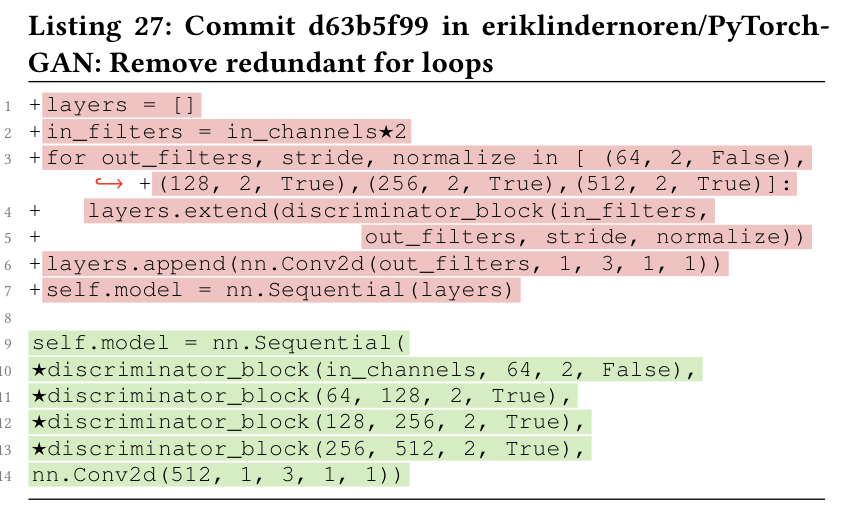 Listing 27: Commit d63b5f99 in eriklindernoren/PyTorch-
GAN: Remove redundant for loops
1 +layers = []
2 +in_filters = in_channels★2
3 +for out_filters, stride, normalize in [ (64, 2, False),
↪ +(128, 2, True),(256, 2, True),(512, 2, True)]:
4 +   layers.extend(discriminator_block(in_filters,
5 +                       out_filters, stride, normalize))
6 +layers.append(nn.Conv2d(out_filters, 1, 3, 1, 1))
7 +self.model = nn.Sequential(layers)
8
9 self.model = nn.Sequential(
10 ★discriminator_block(in_channels, 64, 2, False),
11 ★discriminator_block(64, 128, 2, True),
12 ★discriminator_block(128, 256, 2, True),
13 ★discriminator_block(256, 512, 2, True),
14 nn.Conv2d(512, 1, 3, 1, 1))